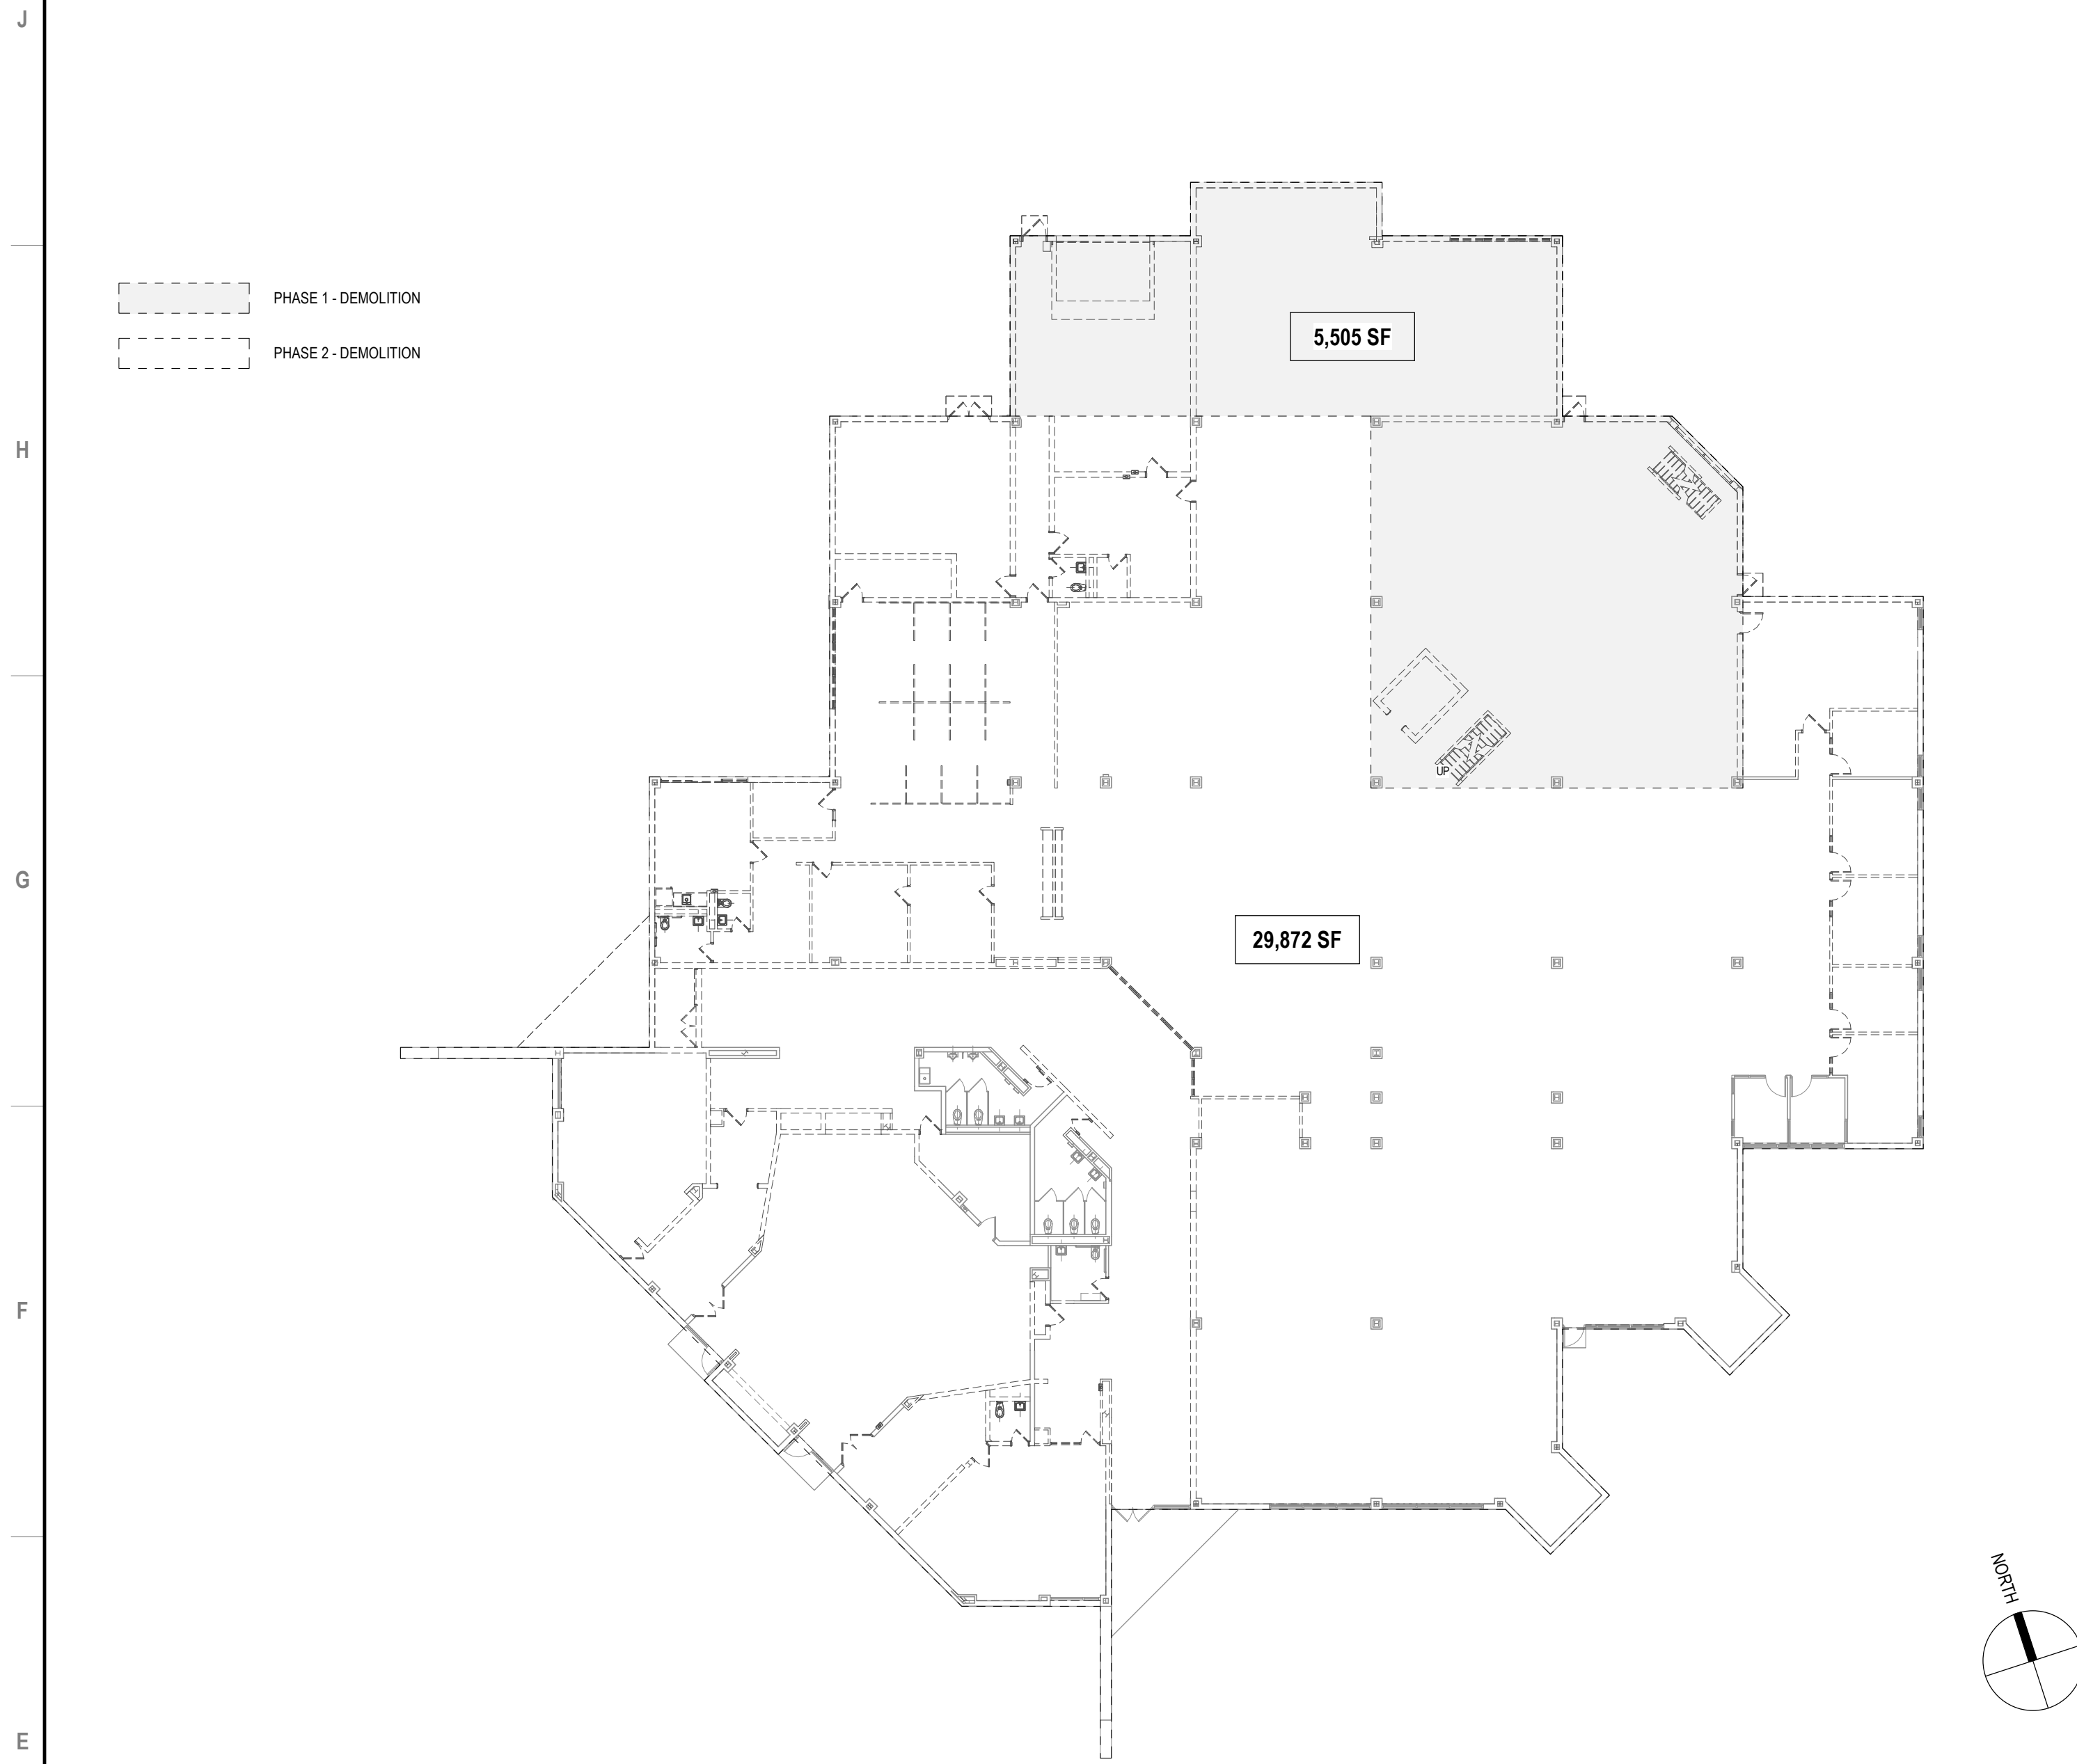 J
PHASE 1 - DEMOLITION
5,505 SF
PHASE 2 - DEMOLITION
H
UP
G
29,872 SF
F
NORTH
E